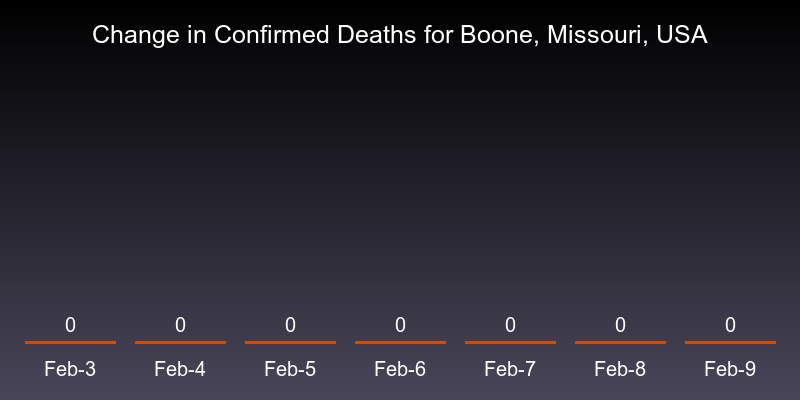 Change in Confirmed Deaths for Boone, Missouri, USA
0 0 0 0 0 0 0
Feb-3 Feb-4 Feb-5 Feb-6 Feb-7 Feb-8 Feb-9